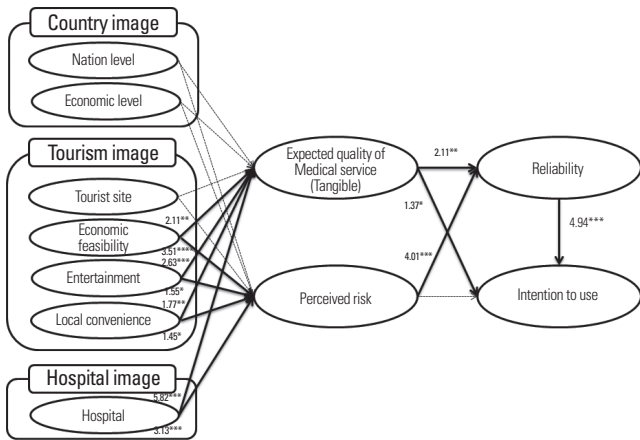 Country image
Nation level
Economic level
Tourism image
Tourist site
Economic
feasibility
Entertainment
Local convenience
Hospital image
Hospital
2.11**
3.51****
2.63***
1.55*
1.77**
1.45*
5.82***
3.13***
Expected quality of
Medical service
(Tangible)
Perceived risk
2.11**
1.37*
4.01***
Reliability
4.94***
Intention to use